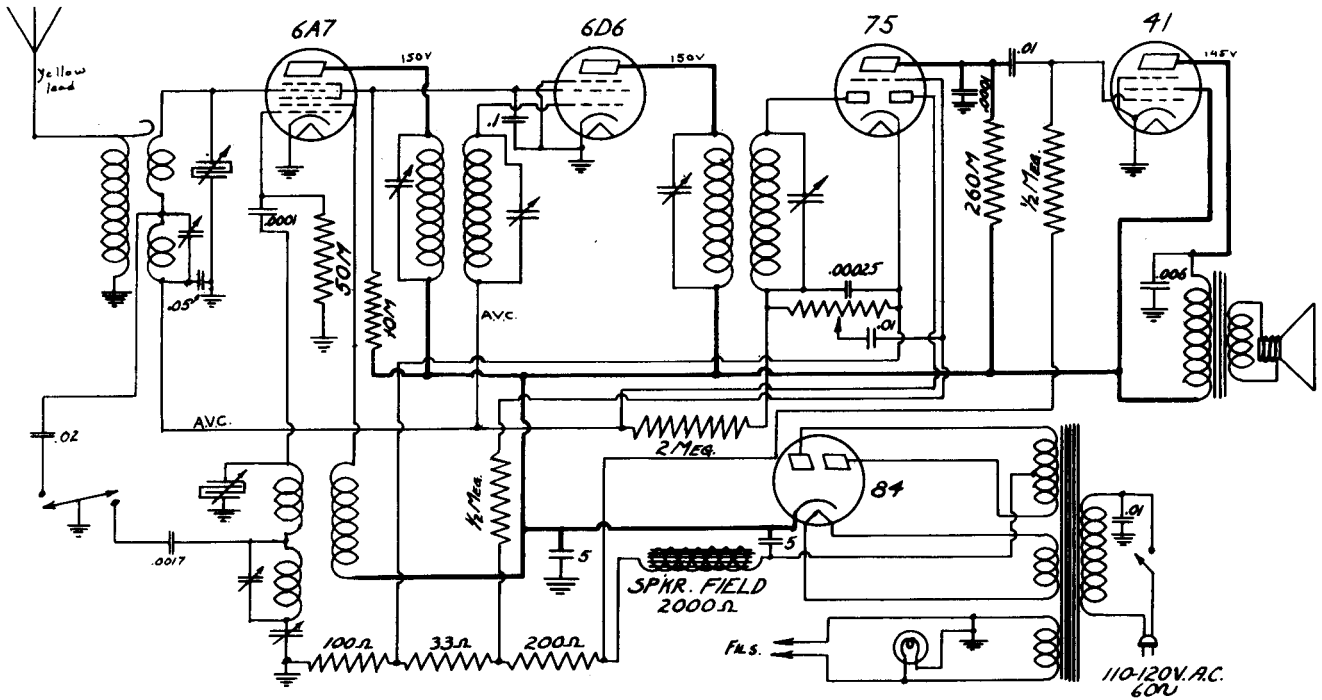 6A7
6D6
75
41
yellow
lead
150V
150V
145V
.01
.0001
.1
260M
½ MEG.
.0001
50M
10M
.05
A.V.C.
.00025
.01
.006
A.V.C.
2 MEG.
.02
84
½ MEG.
.01
5
5
.0017
SPKR. FIELD
2000Ω
100Ω
33Ω
200Ω
FILS.
110-120V. A.C.
60~